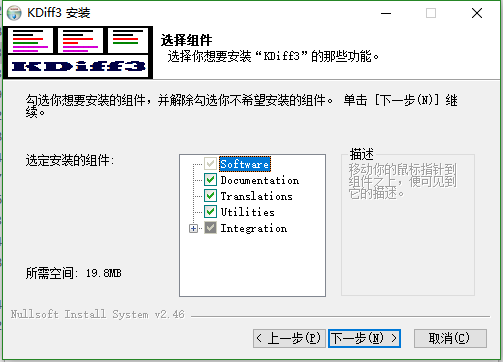 KDiff3 安装
KDiff3
选择组件
选择你想要安装“KDiff3”的那些功能。
勾选你想要安装的组件，并解除勾选你不希望安装的组件。 单击 [下一步(N)] 继
续。
选定安装的组件:
Software
Documentation
Translations
Utilities
Integration
描述
移动你的鼠标指针到
组件之上，便可见到
它的描述。
所需空间: 19.8MB
Nullsoft Install System v2.46
< 上一步(P)
下一步(N) >
取消(C)